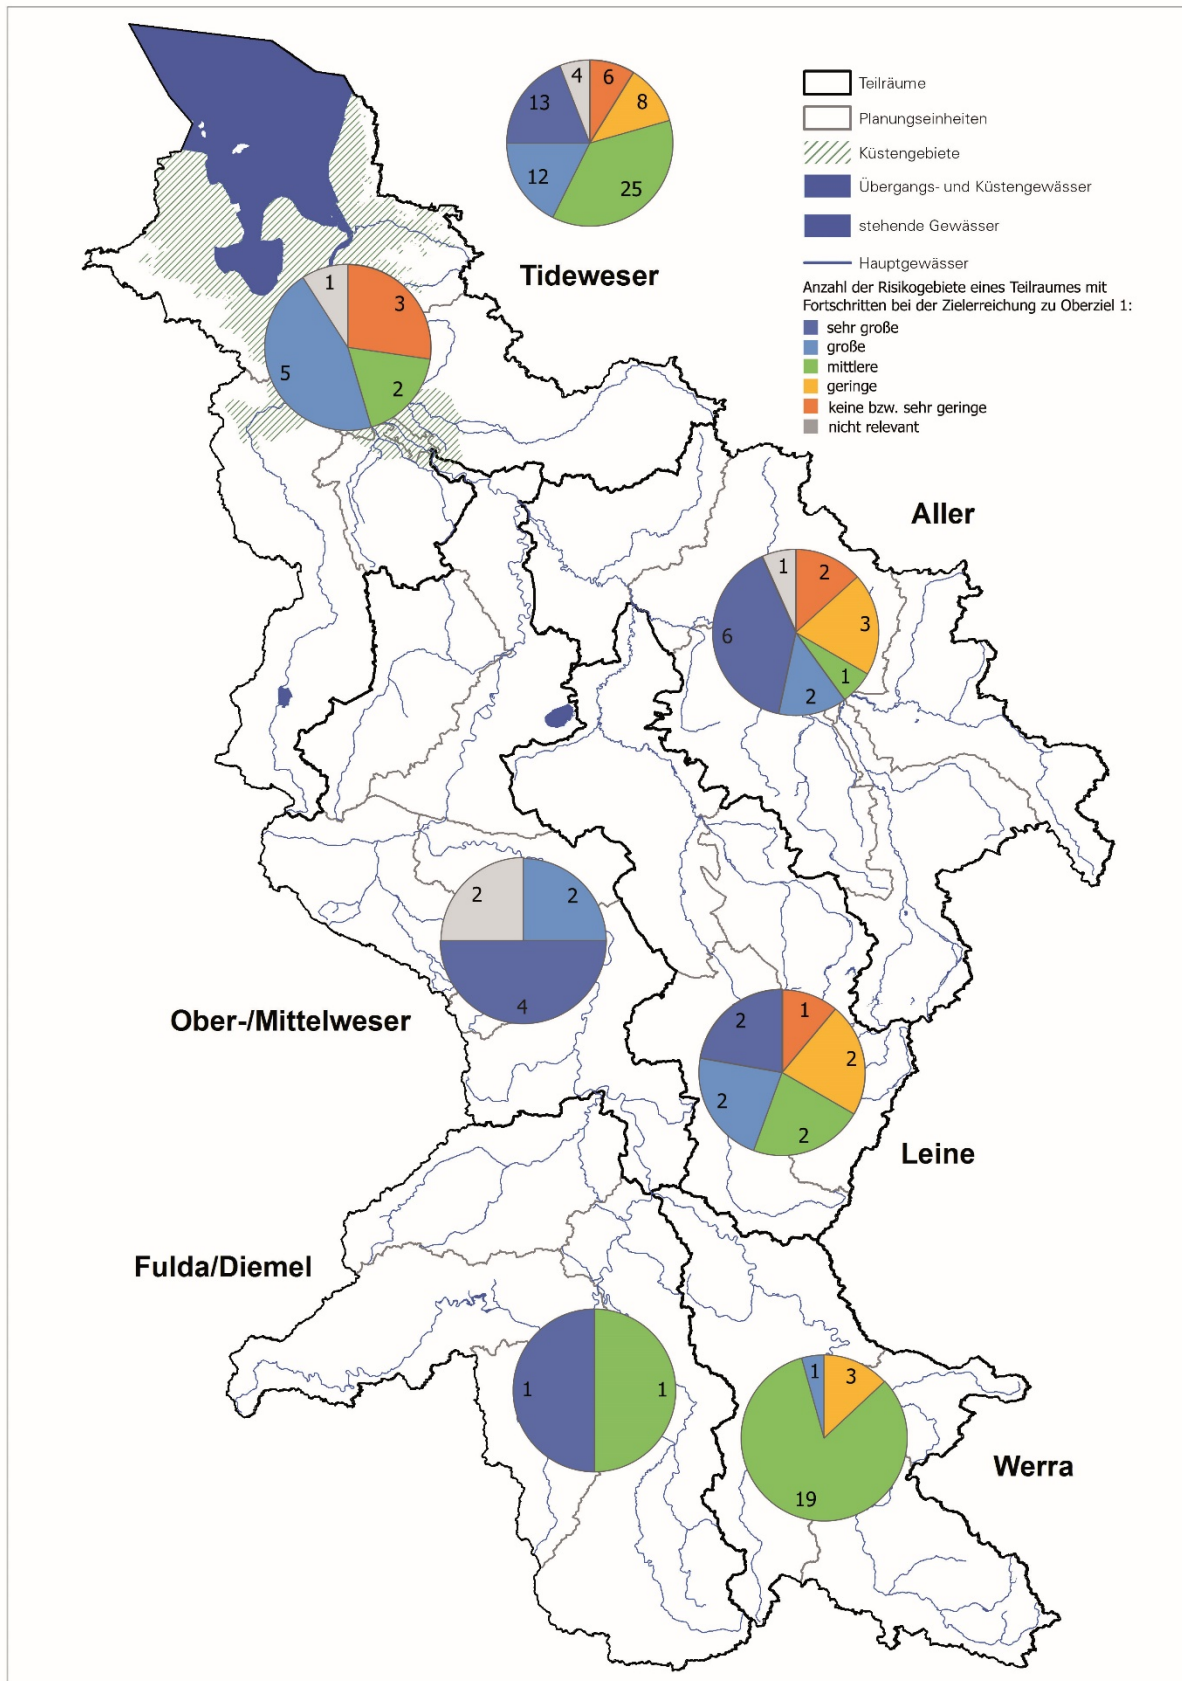 4
6
13
8
12
25
Tideweser
Teilräume
Planungseinheiten
Küstengebiete
Übergangs- und Küstengewässer
stehende Gewässer
Hauptgewässer
Anzahl der Risikogebiete eines Teilraumes mit
Fortschritten bei der Zielerreichung zu Oberziel 1:
sehr große
große
mittlere
geringe
keine bzw. sehr geringe
nicht relevant
1
3
5
2
Aller
1
2
6
3
1
2
2
2
4
Ober-/Mittelweser
2
1
2
2
2
Leine
Fulda/Diemel
1
1
1
3
19
Werra